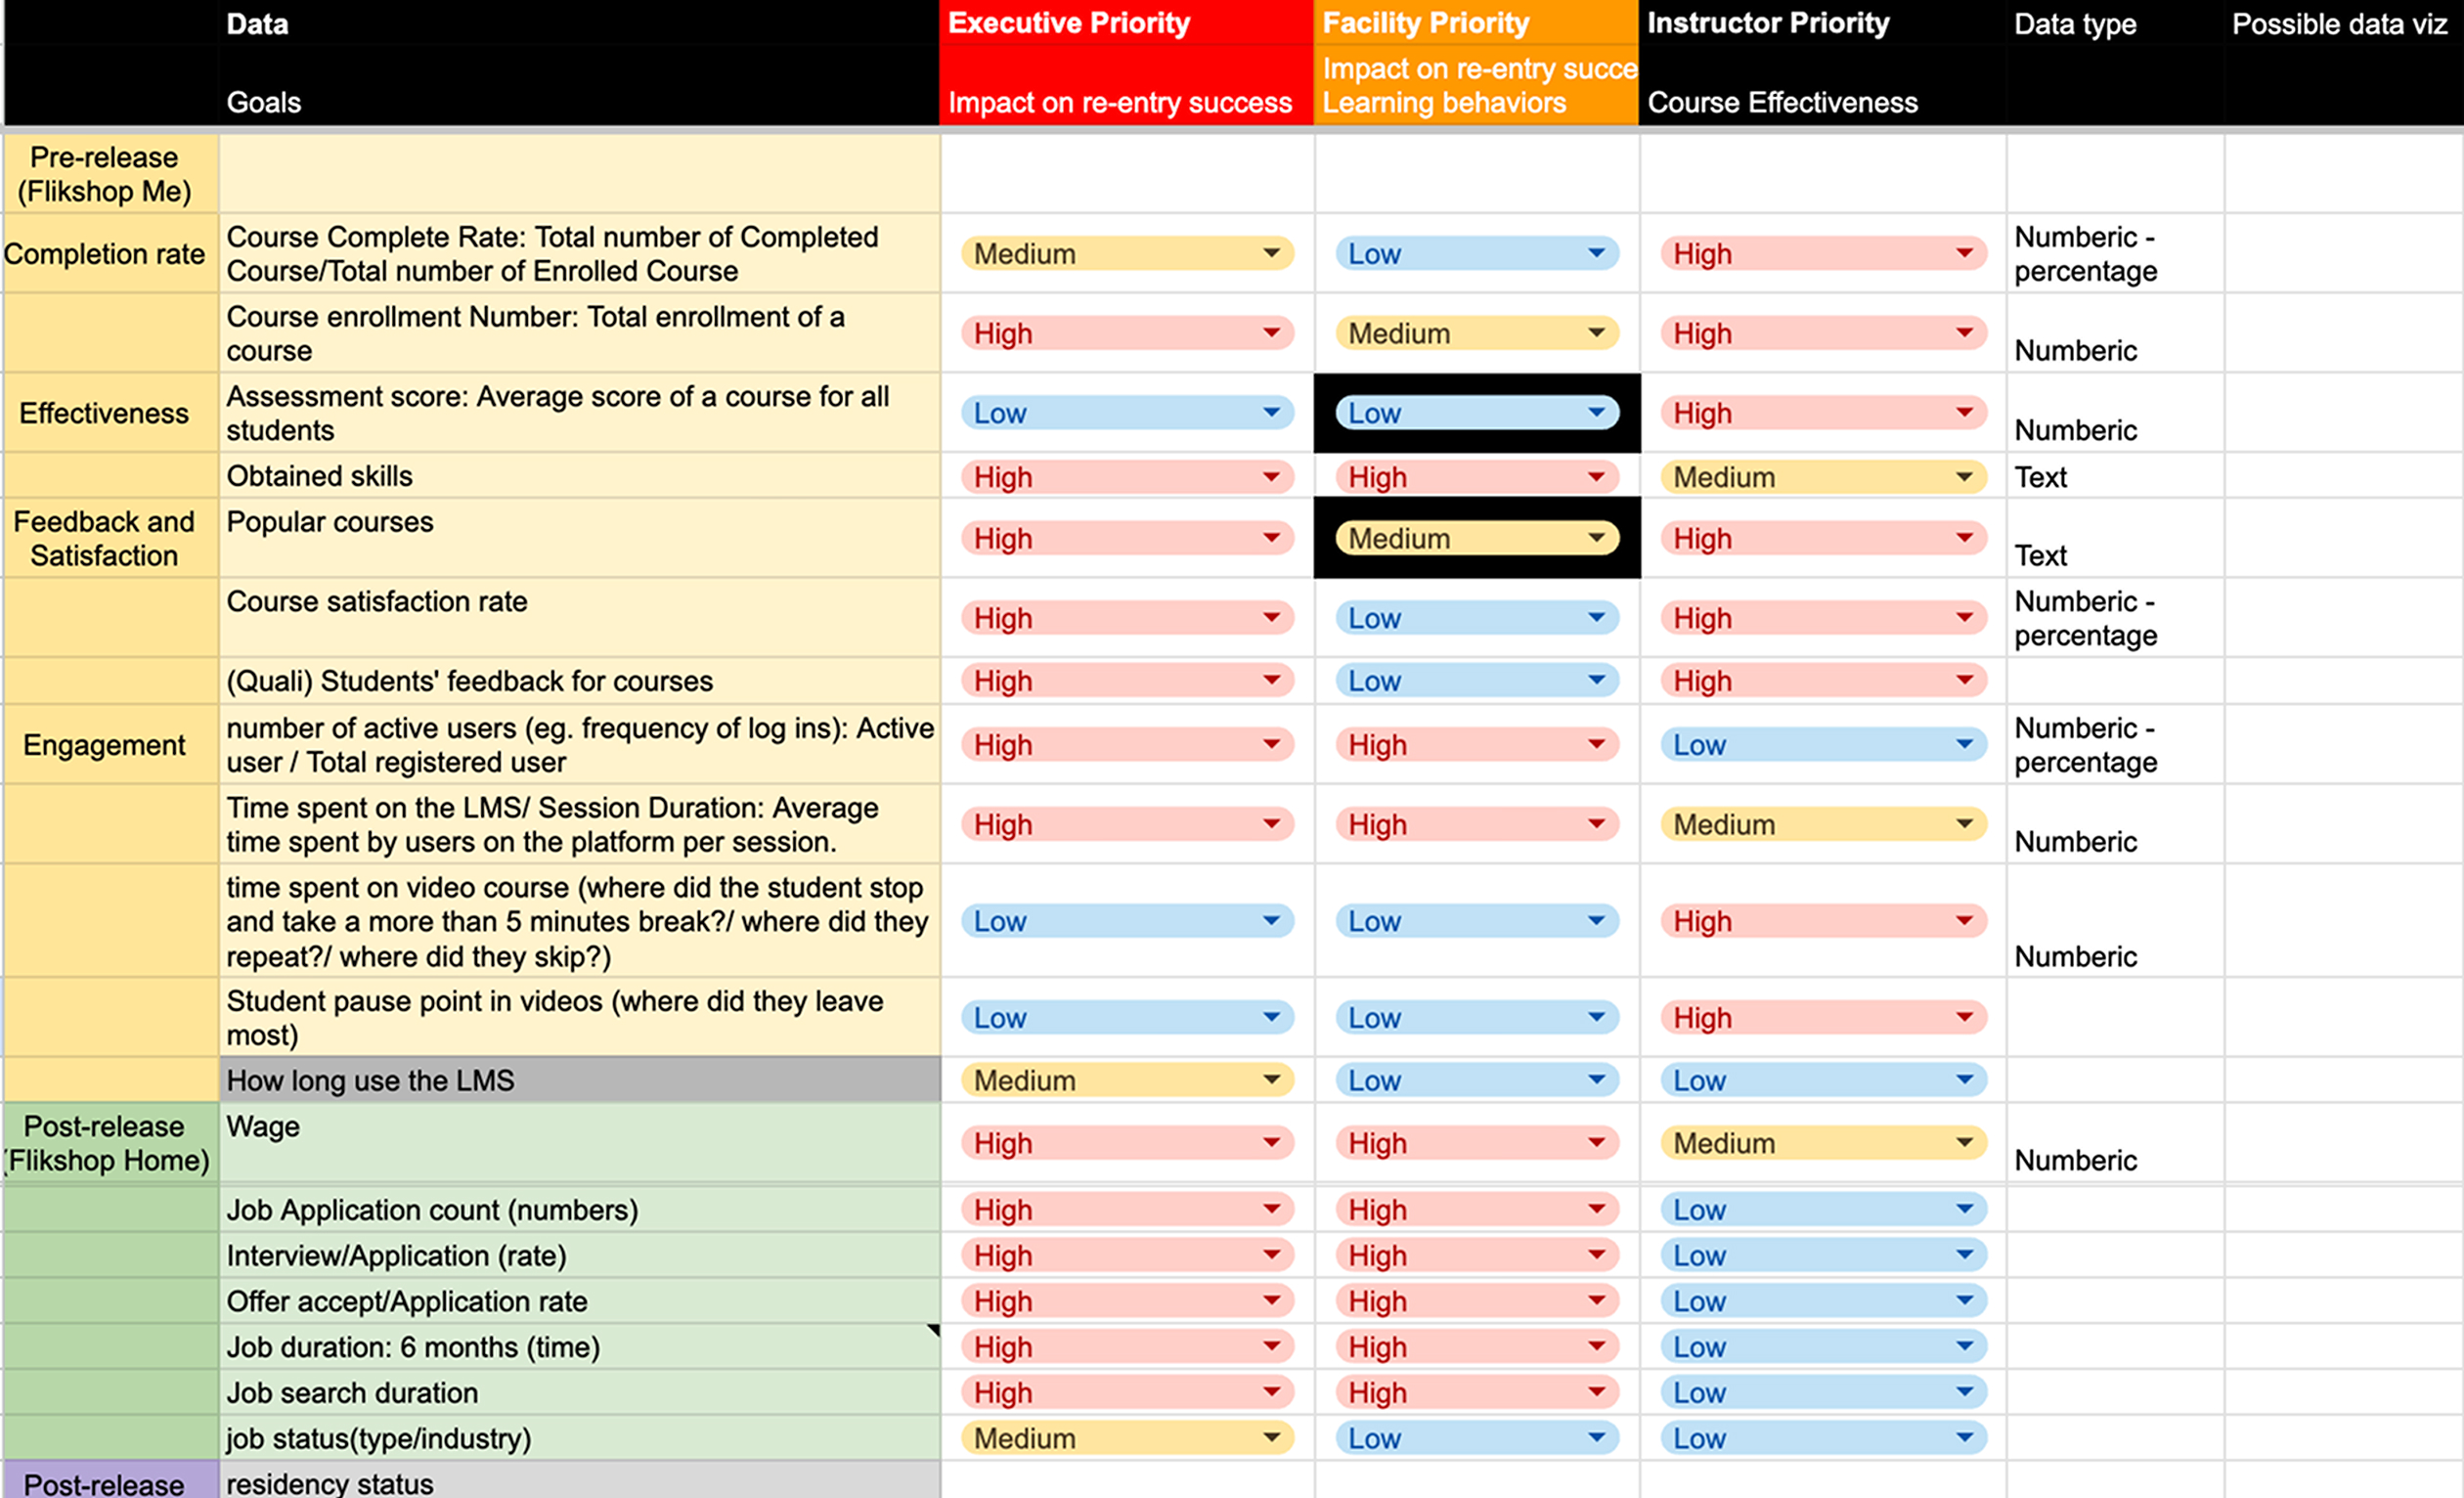 Data Executive Priority Facility Priority Instructor Priority Data type Possible data viz
Impact on re-entry succe
Goals Impact on re-entry success Learning behaviors Course Effectiveness
Pre-release
(Flikshop Me)
Completion rate
Course Complete Rate: Total number of Completed
Course/Total number of Enrolled Course
Medium
Low
High
Numberic -
percentage
Course enrollment Number: Total enrollment of a
course
High
Medium
High
Numberic
Effectiveness
Assessment score: Average score of a course for all
students
Low
Low
High
Numberic
Obtained skills
High
High
Medium
Text
Feedback and
Satisfaction
Popular courses
High
Medium
High
Text
Course satisfaction rate
High
Low
High
Numberic -
percentage
(Quali) Students' feedback for courses
High
Low
High
Engagement
number of active users (eg. frequency of log ins): Active
user / Total registered user
High
High
Low
Numberic -
percentage
Time spent on the LMS/ Session Duration: Average
time spent by users on the platform per session.
High
High
Medium
Numberic
time spent on video course (where did the student stop
and take a more than 5 minutes break?/ where did they
repeat?/ where did they skip?)
Low
Low
High
Numberic
Student pause point in videos (where did they leave
most)
Low
Low
High
How long use the LMS
Medium
Low
Low
Post-release
(Flikshop Home)
Wage
High
High
Medium
Numberic
Job Application count (numbers)
High
High
Low
Interview/Application (rate)
High
High
Low
Offer accept/Application rate
High
High
Low
Job duration: 6 months (time)
High
High
Low
Job search duration
High
High
Low
job status(type/industry)
Medium
Low
Low
Post-release
residency status